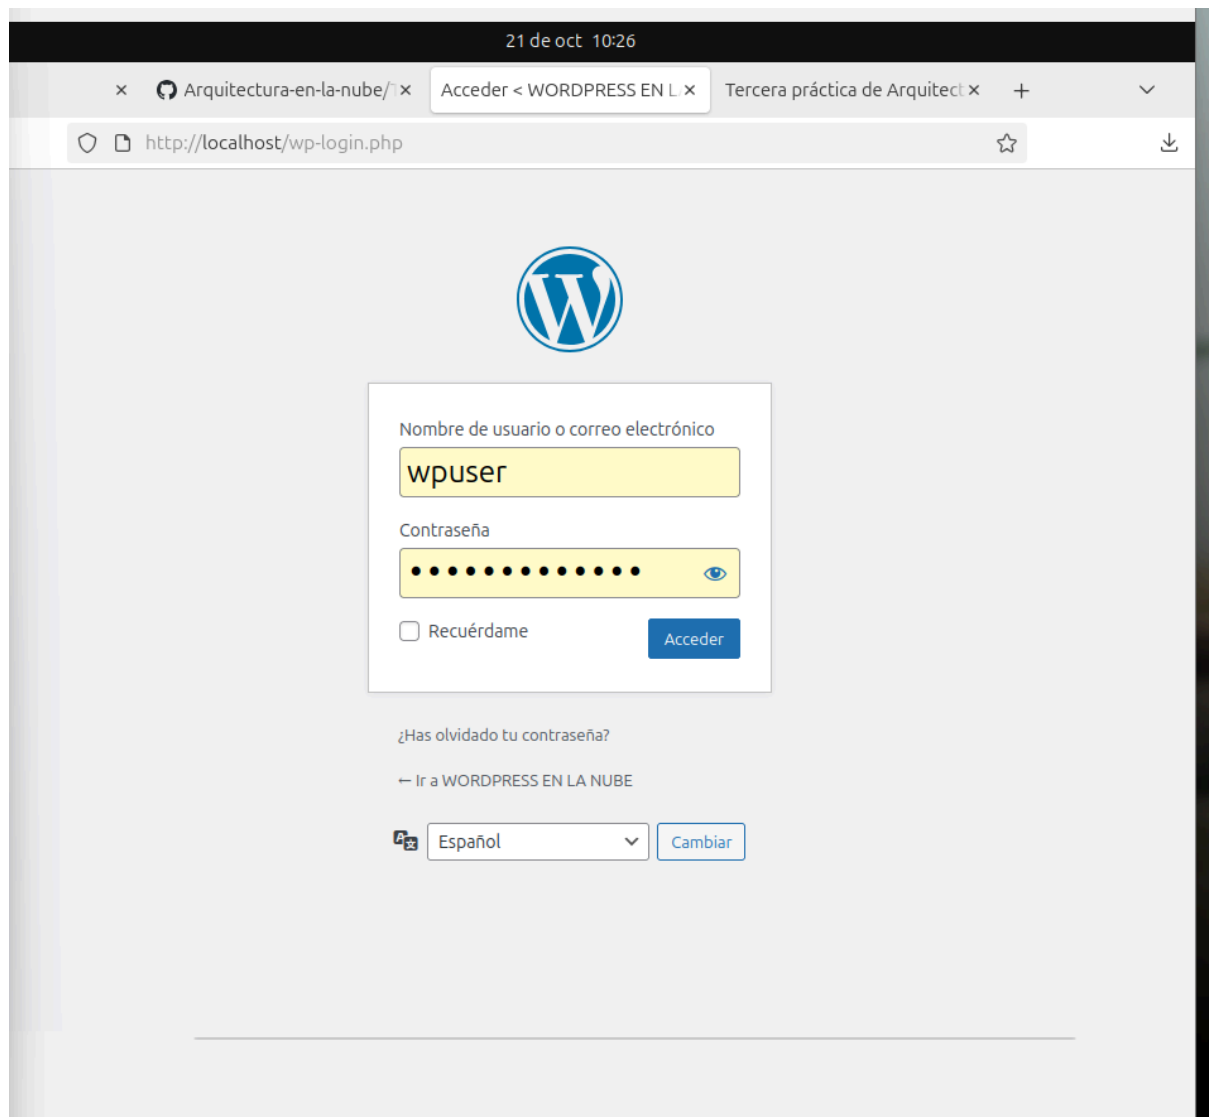 21 de oct 10:26
Arquitectura-en-la-nube/
Acceder < WORDPRESS EN L
Tercera práctica de Arquitect
http://localhost/wp-login.php
Nombre de usuario o correo electrónico
wpuser
Contraseña
•••••••••••••
Recuérdame
Acceder
¿Has olvidado tu contraseña?
← Ir a WORDPRESS EN LA NUBE
Español
Cambiar